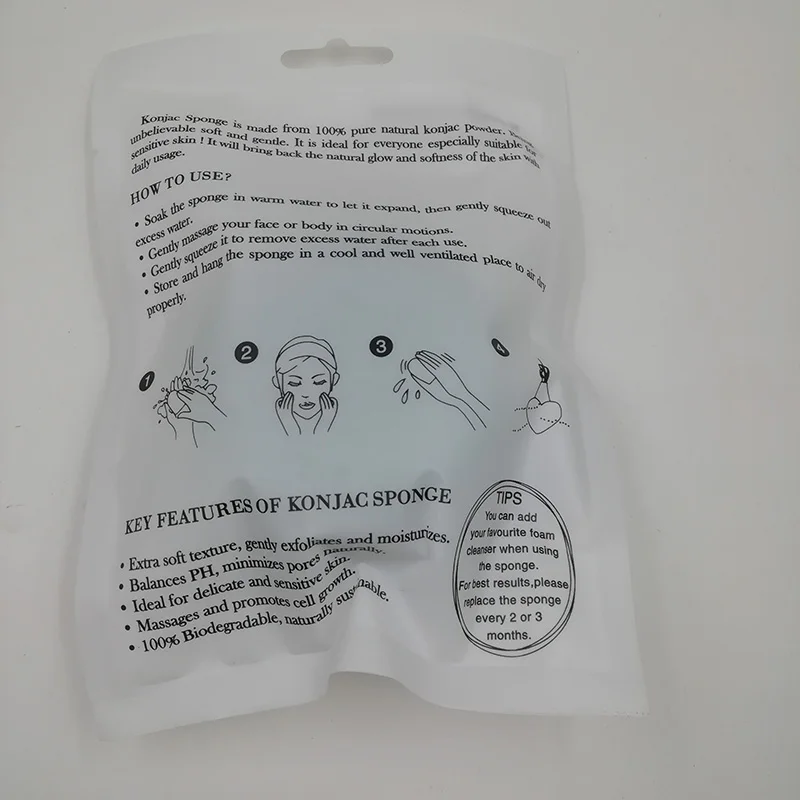 Konjac Sponge is made from 100% pure natural konjac powder.
unbelievable soft and gentle. It is ideal for everyone especially suitable for
sensitive skin ! It will bring back the natural glow and softness of the skin with
daily usage.
HOW TO USE?
• Soak the sponge in warm water to let it expand, then gently squeeze out
excess water.
• Gently massage your face or body in circular motions.
• Gently squeeze it to remove excess water after each use.
• Store and hang the sponge in a cool and well ventilated place to air dry
properly.
1
2
3
4
KEY FEATURES OF KONJAC SPONGE
• Extra soft texture, gently exfoliates and moisturizes.
• Balances PH, minimizes pores naturally.
• Ideal for delicate and sensitive skin.
• Massages and promotes cell growth.
• 100% Biodegradable, naturally sustainable.
TIPS
You can add
your favourite foam
cleanser when using
the sponge.
For best results,please
replace the sponge
every 2 or 3
months.